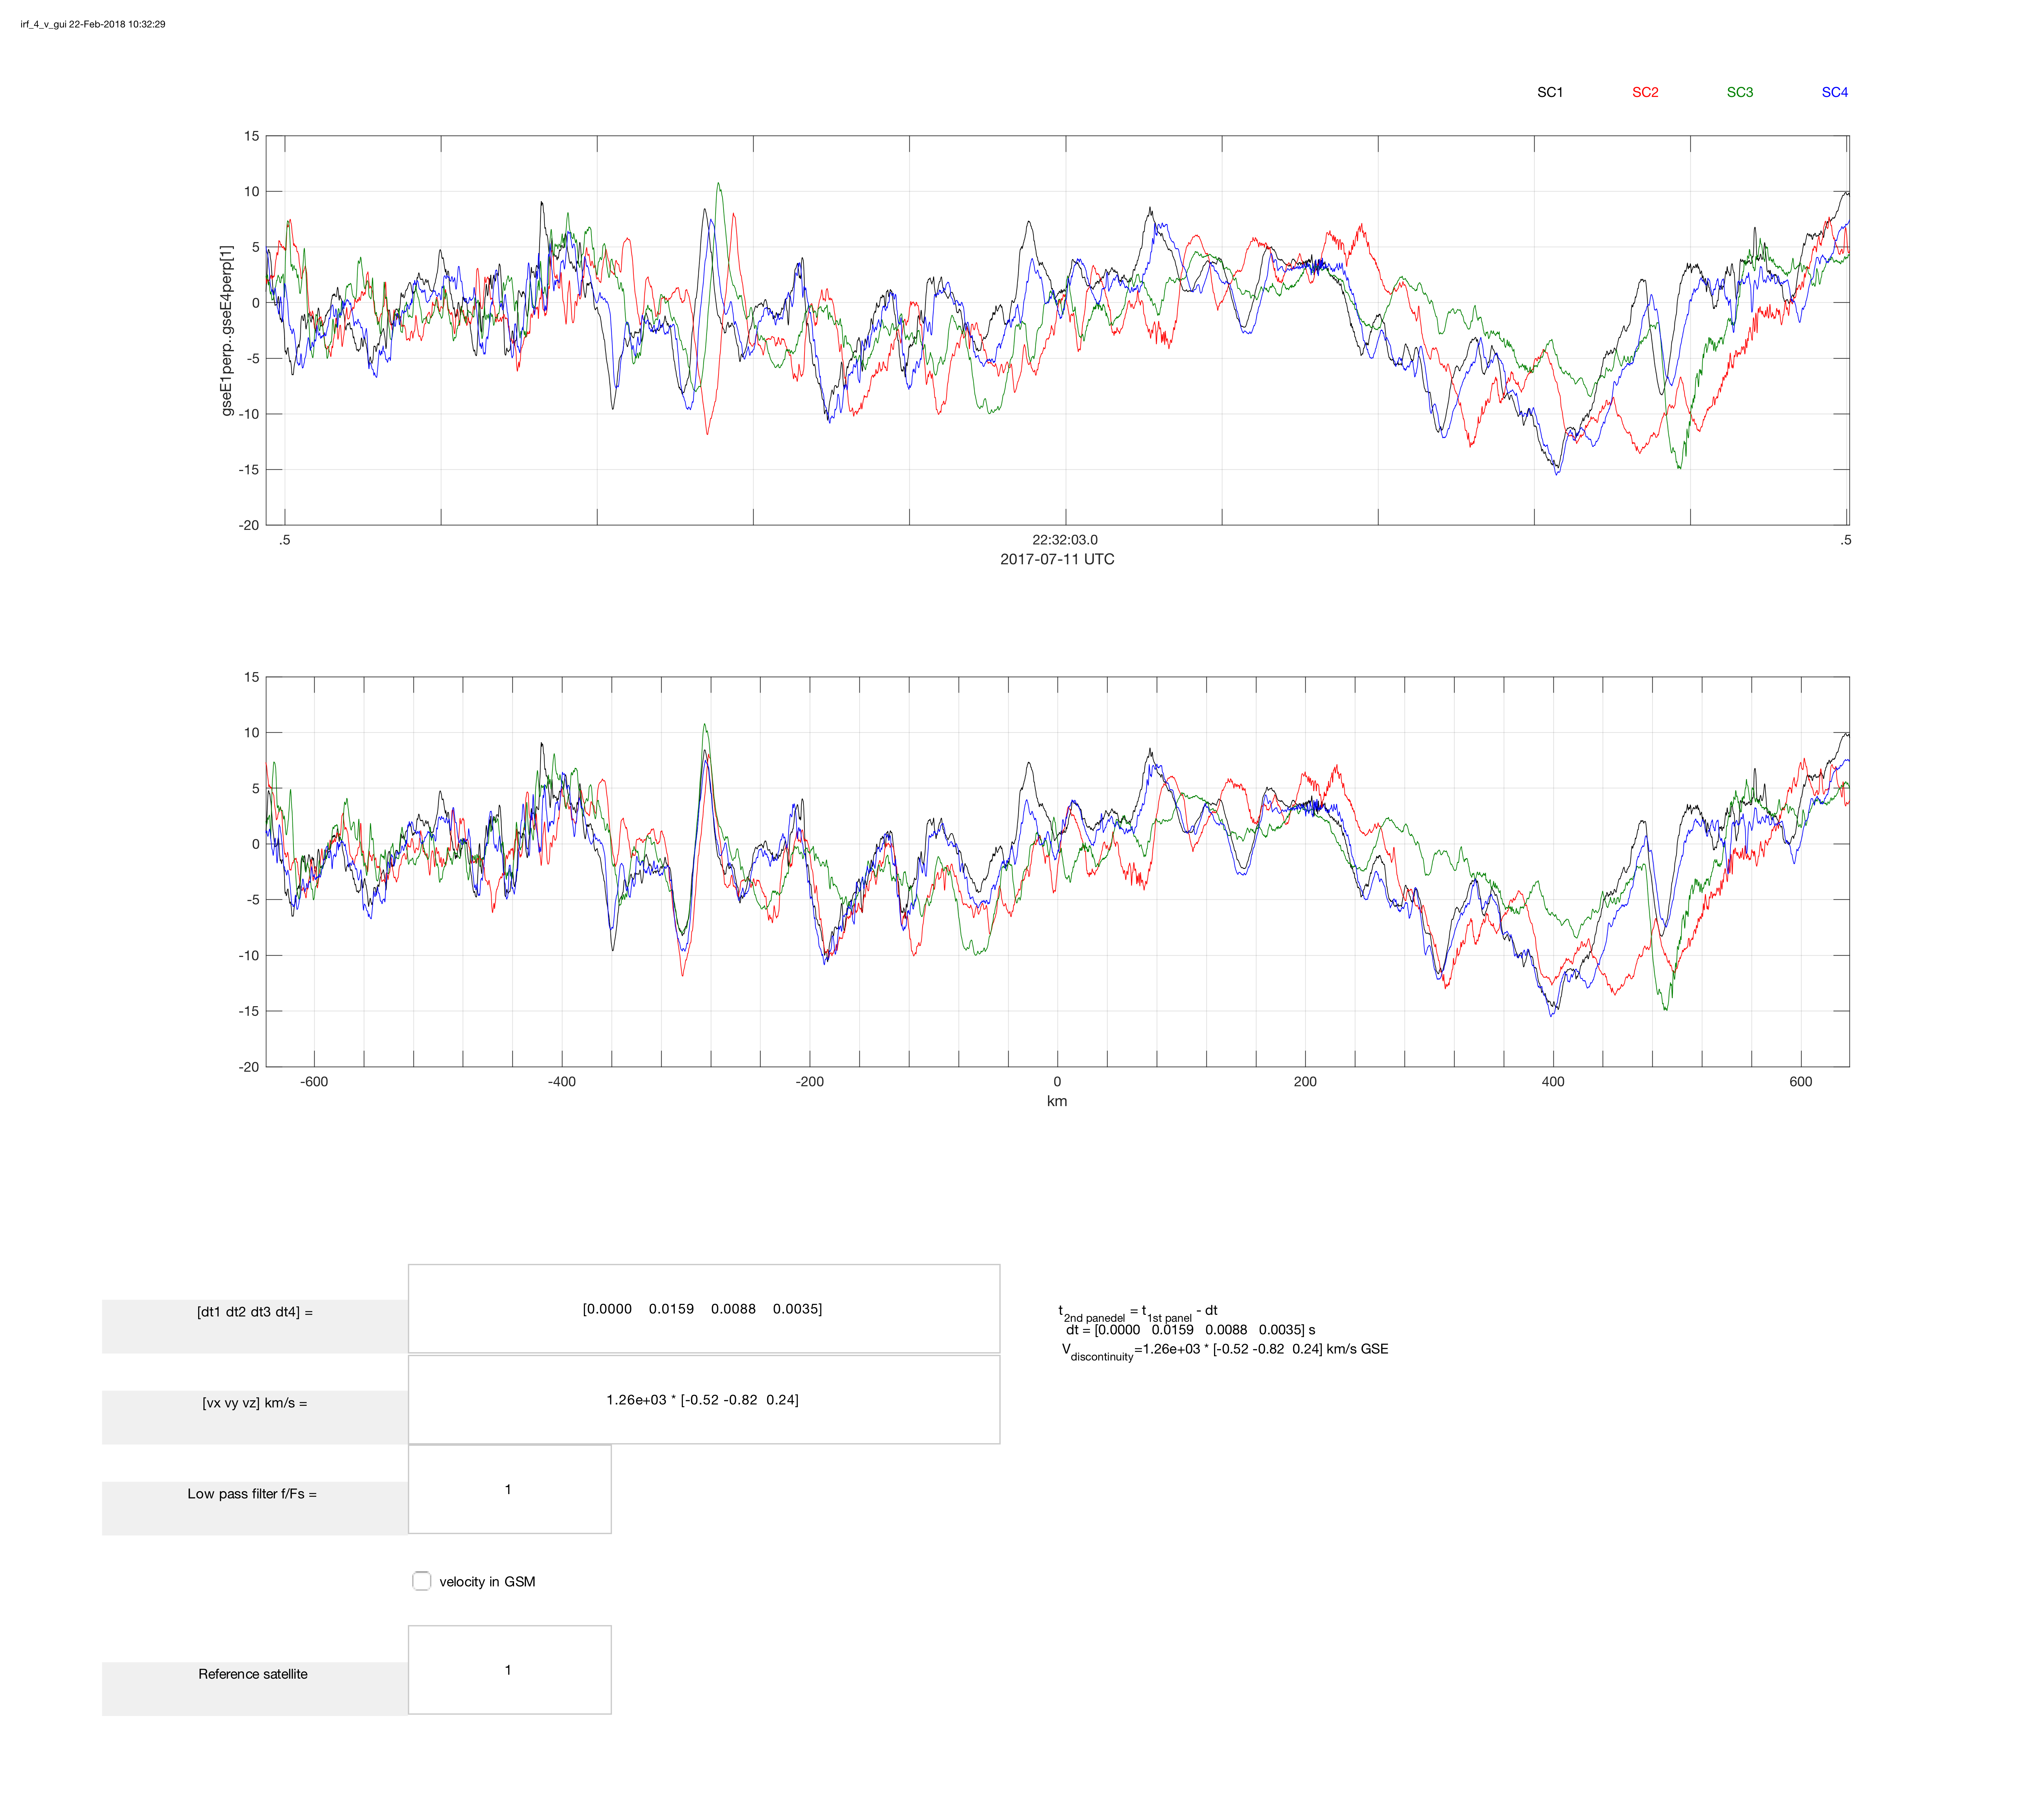 irf_4_v_gui 22-Feb-2018 10:32:29
SC1 SC2 SC3 SC4
15
10
5
0
-5
-10
-15
-20
gseE1perp..gseE4perp[1]
.5 22:32:03.0 .5
2017-07-11 UTC
15
10
5
0
-5
-10
-15
-20
-600 -400 -200 0 200 400 600
km
[dt1 dt2 dt3 dt4] = [0.0000 0.0159 0.0088 0.0035]
t2nd panedel = t1st panel - dt
dt = [0.0000 0.0159 0.0088 0.0035] s
Vdiscontinuity=1.26e+03 * [-0.52 -0.82 0.24] km/s GSE
[vx vy vz] km/s = 1.26e+03 * [-0.52 -0.82 0.24]
Low pass filter f/Fs = 1
velocity in GSM
Reference satellite 1